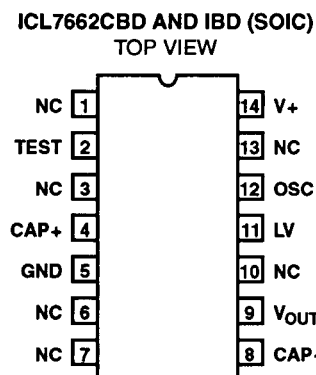 ICL7662CBD AND IBD (SOIC)
TOP VIEW
NC 1
14 V+
TEST 2
13 NC
NC 3
12 OSC
CAP+ 4
11 LV
GND 5
10 NC
NC 6
9 VOUT
NC 7
8 CAP-